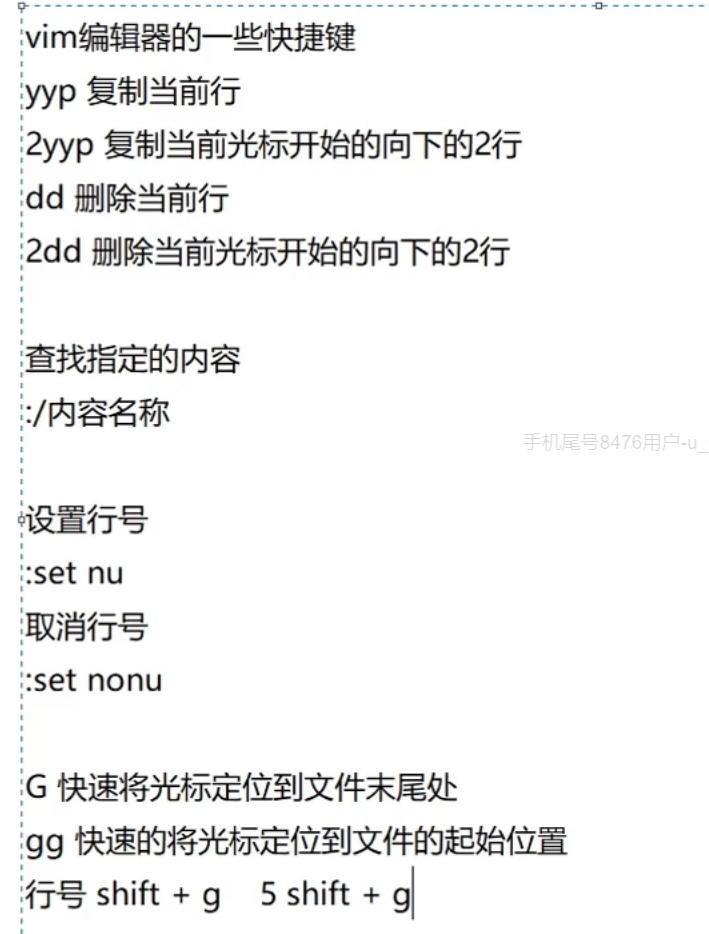 vim编辑器的一些快捷键
yyp 复制当前行
2yyp 复制当前光标开始的向下的2行
dd 删除当前行
2dd 删除当前光标开始的向下的2行
查找指定的内容
:/内容名称
手机尾号8476用户-u_
设置行号
:set nu
取消行号
:set nonu
G 快速将光标定位到文件末尾处
gg 快速的将光标定位到文件的起始位置
行号 shift + g 5 shift + g